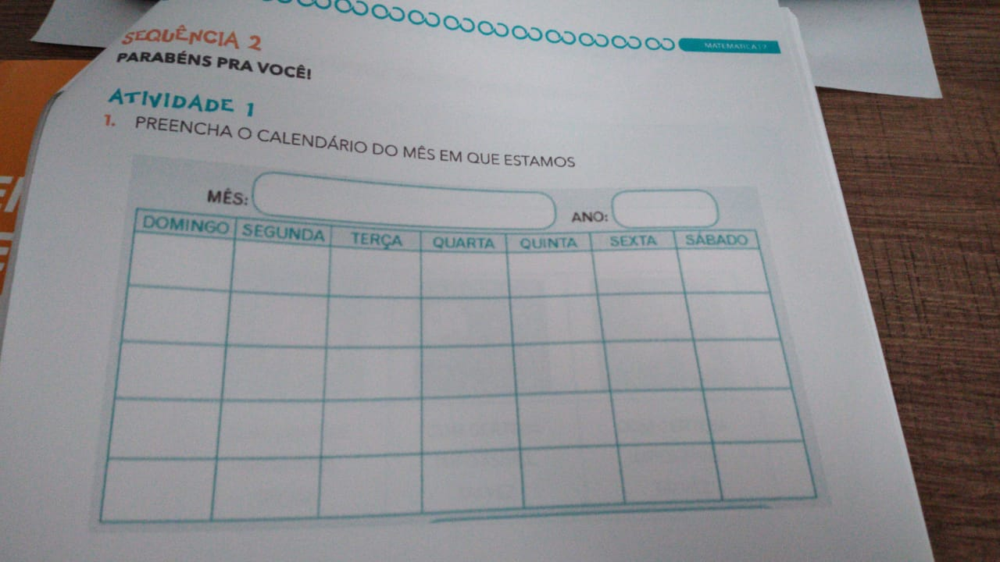 MATEMÁTICA | 7
SEQUÊNCIA 2
PARABÉNS PRA VOCÊ!
ATIVIDADE 1
1. PREENCHA O CALENDÁRIO DO MÊS EM QUE ESTAMOS
MÊS: ANO:
DOMINGO SEGUNDA TERÇA QUARTA QUINTA SEXTA SÁBADO